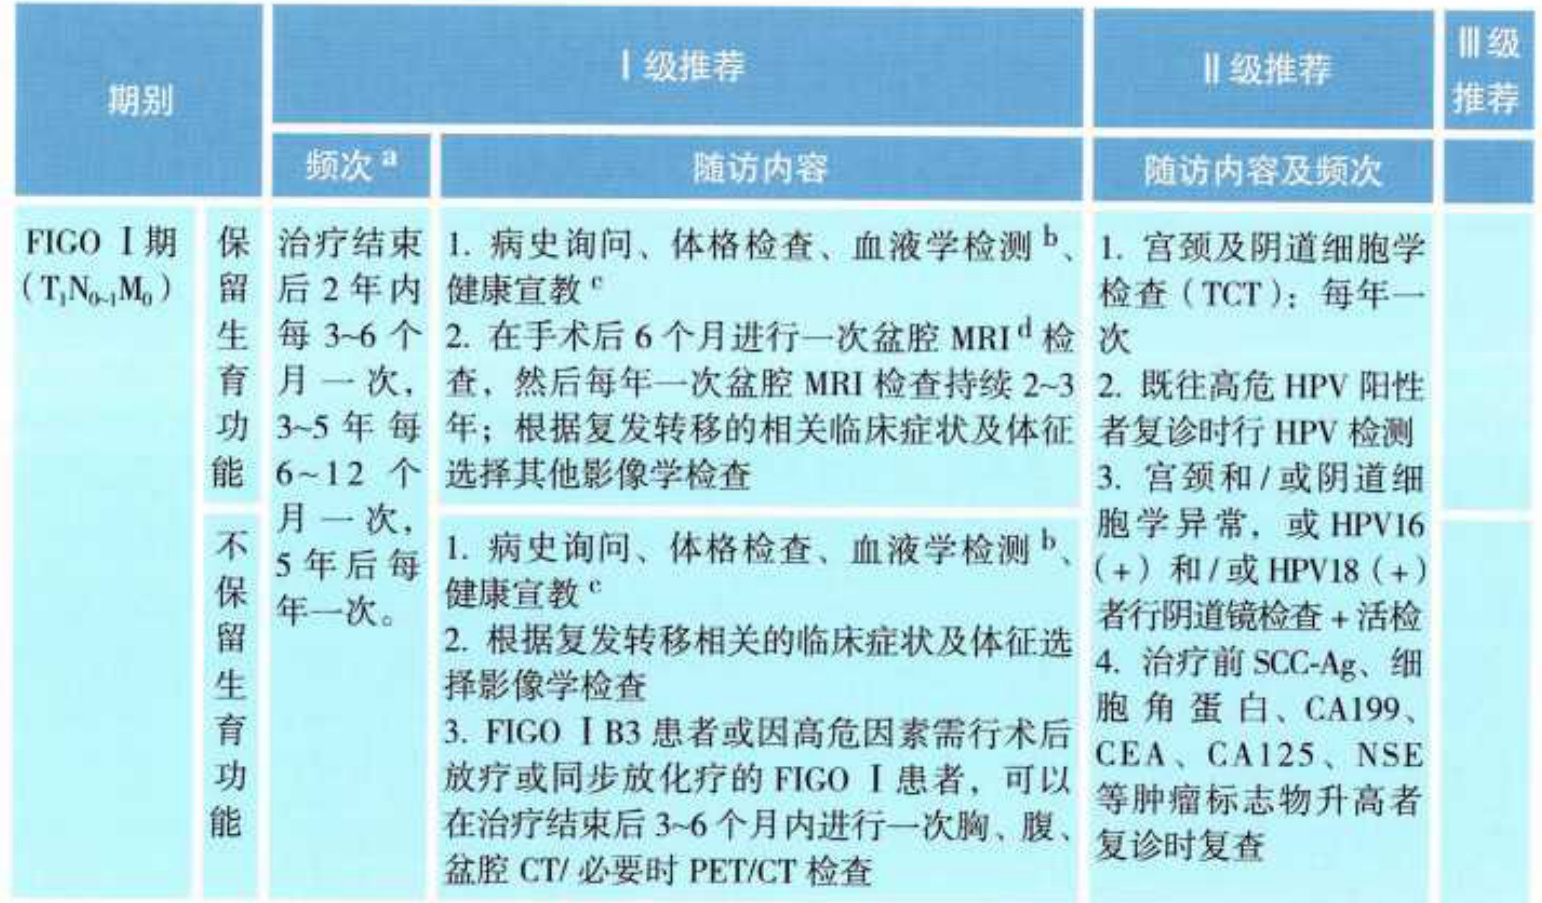 期别
Ⅰ级推荐
Ⅱ级推荐
Ⅲ级
推荐
频次 a
随访内容
随访内容及频次
FIGO Ⅰ期
(T1N0~1M0)
保
留
生
育
功
能
治疗结束
后 2 年内
每 3~6 个
月一次,
3~5 年每
6~12 个
月一次,
5 年后每
年一次。
1. 病史询问、体格检查、血液学检测 b、
健康宣教 c
2. 在手术后 6 个月进行一次盆腔 MRI d 检
查,然后每年一次盆腔 MRI 检查持续 2~3
年;根据复发转移的相关临床症状及体征
选择其他影像学检查
1. 宫颈及阴道细胞学
检查(TCT):每年一
次
2. 既往高危 HPV 阳性
者复诊时行 HPV 检测
3. 宫颈和/或阴道细
胞学异常,或 HPV16
(+)和/或 HPV18(+)
者行阴道镜检查+活检
4. 治疗前 SCC-Ag、细
胞角蛋白、CA199、
CEA、CA125、NSE
等肿瘤标志物升高者
复诊时复查
不
保
留
生
育
功
能
1. 病史询问、体格检查、血液学检测 b、
健康宣教 c
2. 根据复发转移相关的临床症状及体征选
择影像学检查
3. FIGO ⅠB3 患者或因高危因素需行术后
放疗或同步放化疗的 FIGO Ⅰ患者,可以
在治疗结束后 3~6 个月内进行一次胸、腹、
盆腔 CT/ 必要时 PET/CT 检查